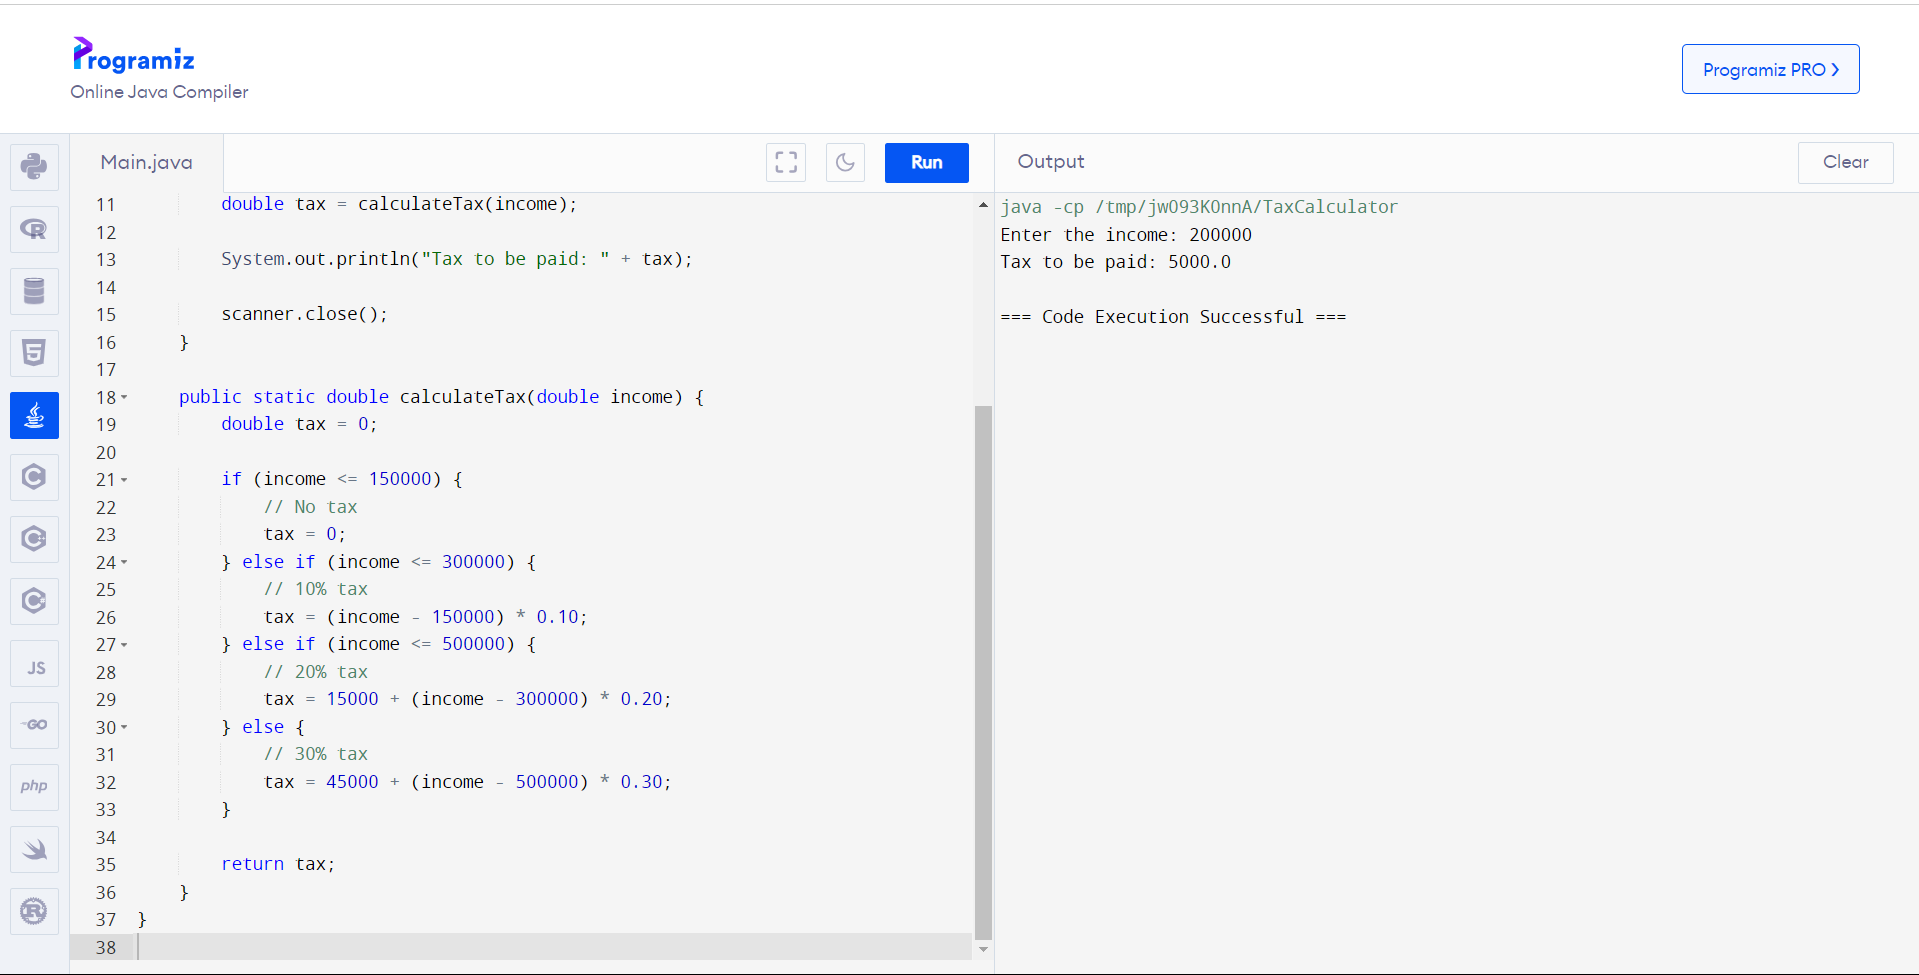 Programiz
Online Java Compiler
Programiz PRO
Main.java
Run
Output
Clear
11 double tax = calculateTax(income);
12
13 System.out.println("Tax to be paid: " + tax);
14
15 scanner.close();
16 }
17
18 public static double calculateTax(double income) {
19 double tax = 0;
20
21 if (income <= 150000) {
22 // No tax
23 tax = 0;
24 } else if (income <= 300000) {
25 // 10% tax
26 tax = (income - 150000) * 0.10;
27 } else if (income <= 500000) {
28 // 20% tax
29 tax = 15000 + (income - 300000) * 0.20;
30 } else {
31 // 30% tax
32 tax = 45000 + (income - 500000) * 0.30;
33 }
34
35 return tax;
36 }
37 }
38
java -cp /tmp/jwO93KOnnA/TaxCalculator
Enter the income: 200000
Tax to be paid: 5000.0
=== Code Execution Successful ===
R
5
C
C
C
JS
GO
php
R